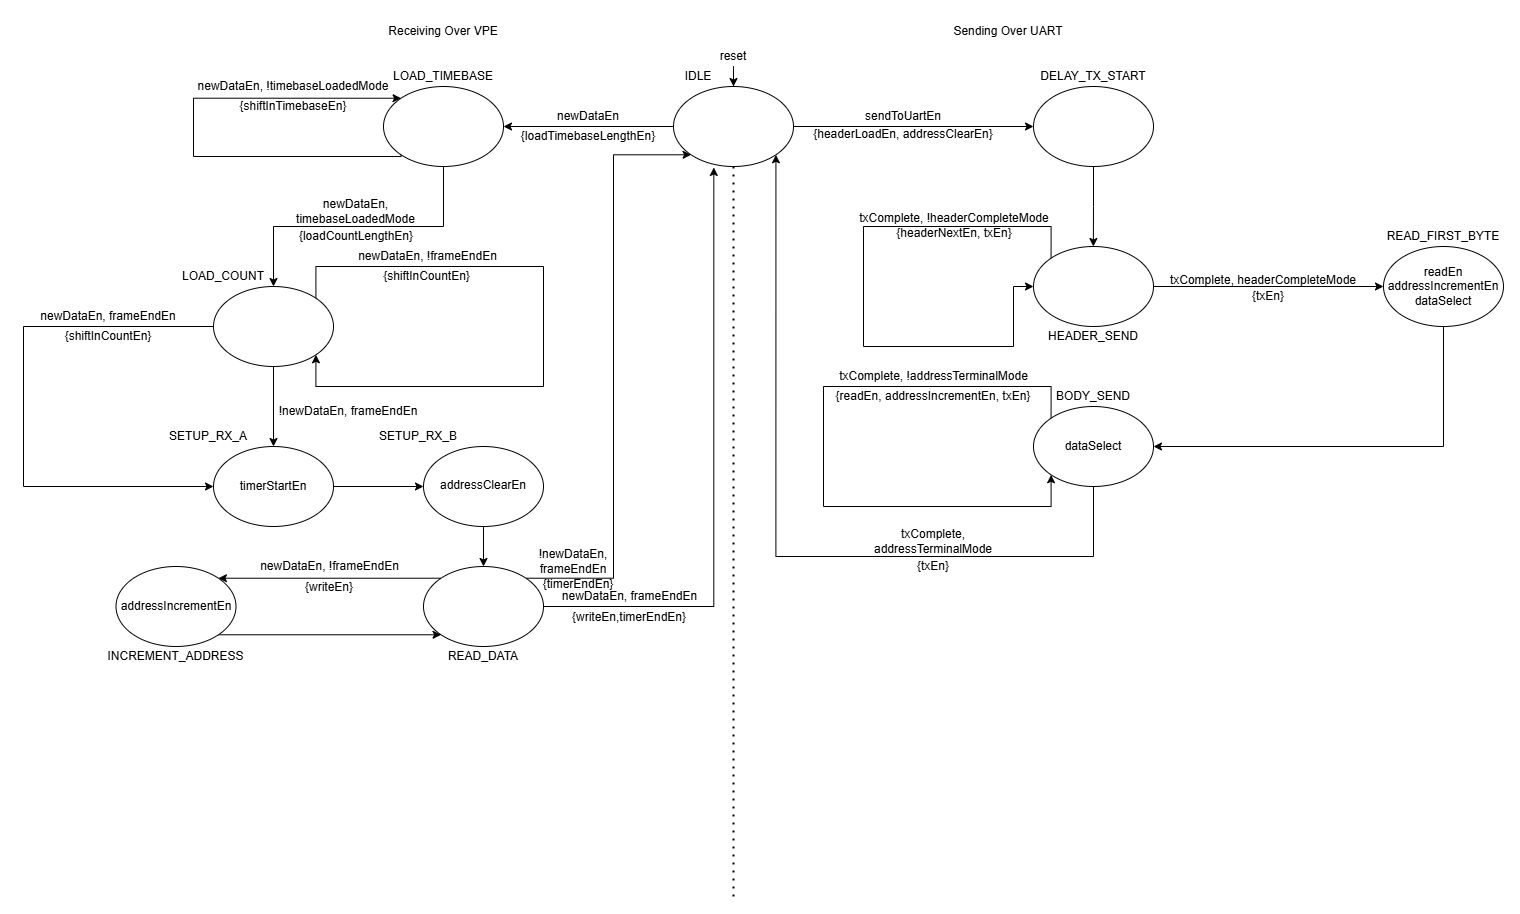 Receiving Over VPE
Sending Over UART
reset
LOAD_TIMEBASE
IDLE
DELAY_TX_START
newDataEn, !timebaseLoadedMode
{shiftInTimebaseEn}
newDataEn
{loadTimebaseLengthEn}
sendToUartEn
{headerLoadEn, addressClearEn}
newDataEn,
timebaseLoadedMode
{loadCountLengthEn}
txComplete, !headerCompleteMode
{headerNextEn, txEn}
READ_FIRST_BYTE
LOAD_COUNT
newDataEn, !frameEndEn
{shiftInCountEn}
txComplete, headerCompleteMode
{txEn}
readEn
addressIncrementEn
dataSelect
newDataEn, frameEndEn
{shiftInCountEn}
HEADER_SEND
txComplete, !addressTerminalMode
{readEn, addressIncrementEn, txEn}
BODY_SEND
!newDataEn, frameEndEn
SETUP_RX_A
SETUP_RX_B
dataSelect
timerStartEn
addressClearEn
txComplete,
addressTerminalMode
{txEn}
newDataEn, !frameEndEn
{writeEn}
!newDataEn,
frameEndEn
{timerEndEn}
newDataEn, frameEndEn
{writeEn,timerEndEn}
addressIncrementEn
INCREMENT_ADDRESS
READ_DATA